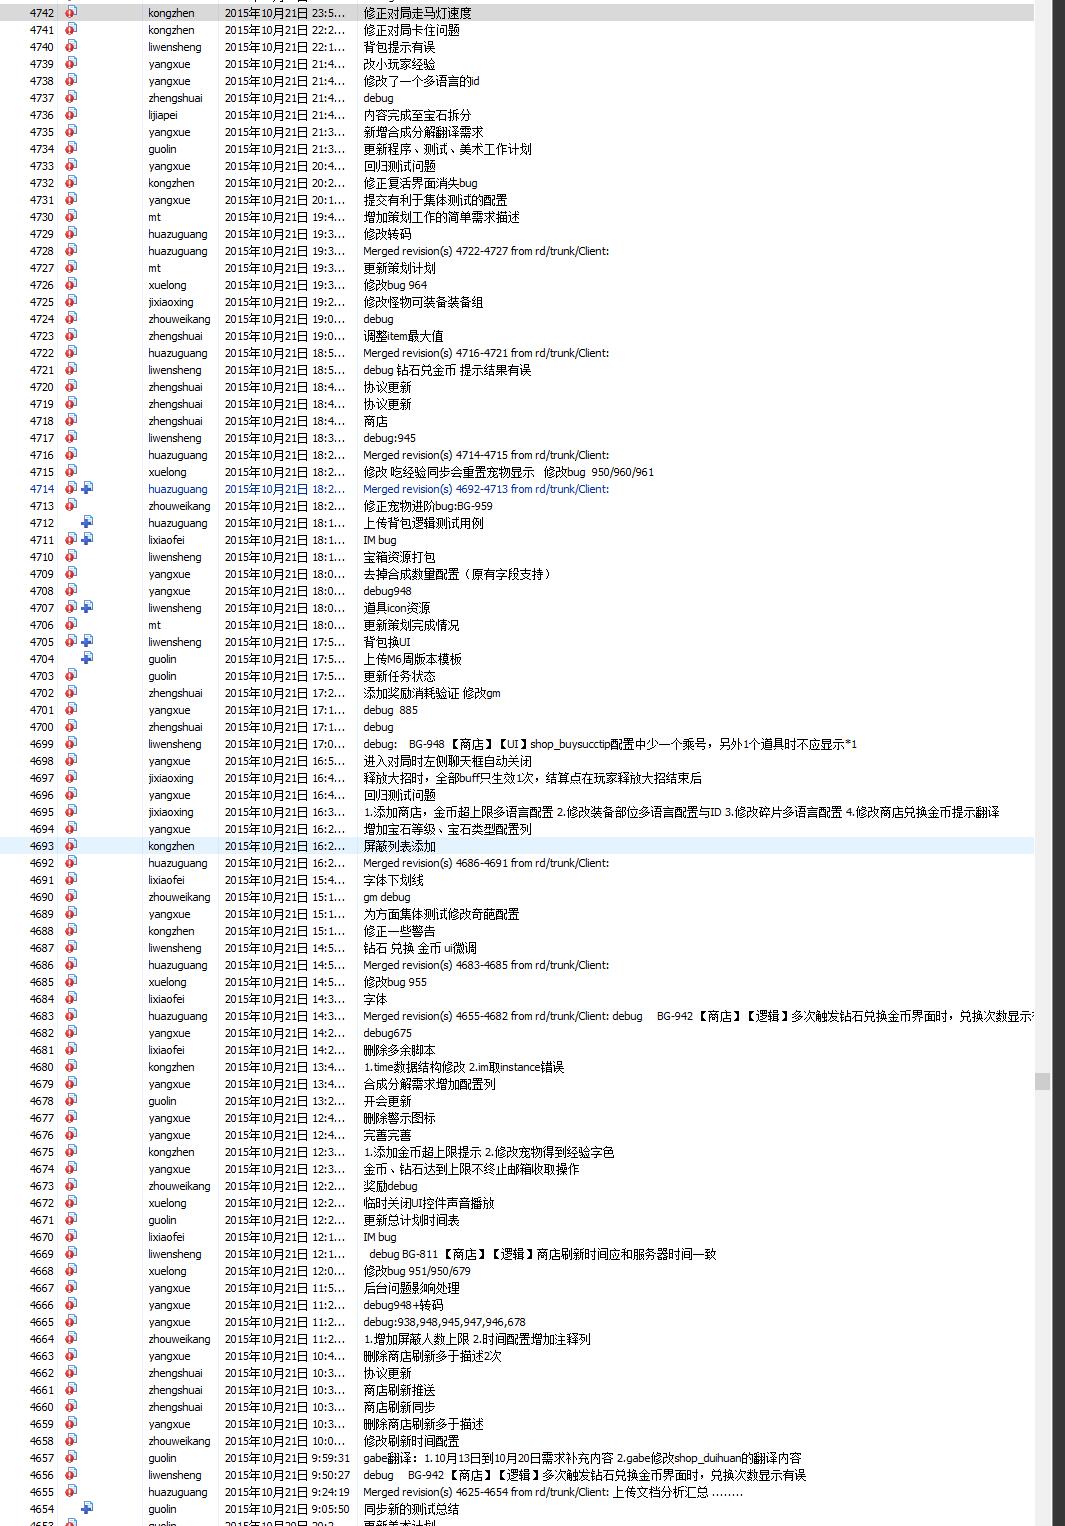 4742 kongzhen 2015年10月21日 23:5... 修正对局走马灯速度
4741 kongzhen 2015年10月21日 22:2... 修正对局卡住问题
4740 liwensheng 2015年10月21日 22:1... 背包提示有误
4739 yangxue 2015年10月21日 21:4... 改小玩家经验
4738 yangxue 2015年10月21日 21:4... 修改了一个多语言的id
4737 zhengshuai 2015年10月21日 21:4... debug
4736 lijiapei 2015年10月21日 21:4... 内容完成至宝石拆分
4735 yangxue 2015年10月21日 21:3... 新增合成分解翻译需求
4734 guolin 2015年10月21日 21:3... 更新程序、测试、美术工作计划
4733 yangxue 2015年10月21日 20:4... 回归测试问题
4732 kongzhen 2015年10月21日 20:2... 修正复活界面消失bug
4731 yangxue 2015年10月21日 20:1... 提交有利于集体测试的配置
4730 mt 2015年10月21日 19:4... 增加策划工作的简单需求描述
4729 huazuguang 2015年10月21日 19:3... 修改转码
4728 huazuguang 2015年10月21日 19:3... Merged revision(s) 4722-4727 from rd/trunk/Client:
4727 mt 2015年10月21日 19:3... 更新策划计划
4726 xuelong 2015年10月21日 19:3... 修改bug 964
4725 jixiaoxing 2015年10月21日 19:2... 修改怪物可装备装备组
4724 zhouweikang 2015年10月21日 19:0... debug
4723 zhengshuai 2015年10月21日 19:0... 调整item最大值
4722 huazuguang 2015年10月21日 18:5... Merged revision(s) 4716-4721 from rd/trunk/Client:
4721 liwensheng 2015年10月21日 18:5... debug 钻石兑金币 提示结果有误
4720 zhengshuai 2015年10月21日 18:4... 协议更新
4719 zhengshuai 2015年10月21日 18:4... 协议更新
4718 zhengshuai 2015年10月21日 18:4... 商店
4717 liwensheng 2015年10月21日 18:3... debug:945
4716 huazuguang 2015年10月21日 18:2... Merged revision(s) 4714-4715 from rd/trunk/Client:
4715 xuelong 2015年10月21日 18:2... 修改 吃经验同步会重置宠物显示 修改bug 950/960/961
4714 huazuguang 2015年10月21日 18:2... Merged revision(s) 4692-4713 from rd/trunk/Client:
4713 zhouweikang 2015年10月21日 18:2... 修正宠物进阶bug:BG-959
4712 huazuguang 2015年10月21日 18:1... 上传背包逻辑测试用例
4711 lixiaofei 2015年10月21日 18:1... IM bug
4710 liwensheng 2015年10月21日 18:1... 宝箱资源打包
4709 yangxue 2015年10月21日 18:0... 去掉合成数量配置（原有字段支持）
4708 yangxue 2015年10月21日 18:0... debug948
4707 liwensheng 2015年10月21日 18:0... 道具icon资源
4706 mt 2015年10月21日 18:0... 更新策划完成情况
4705 liwensheng 2015年10月21日 17:5... 背包换UI
4704 guolin 2015年10月21日 17:5... 上传M6周版本模板
4703 guolin 2015年10月21日 17:5... 更新任务状态
4702 zhengshuai 2015年10月21日 17:2... 添加奖励消耗验证 修改gm
4701 yangxue 2015年10月21日 17:1... debug 885
4700 zhengshuai 2015年10月21日 17:1... debug
4699 liwensheng 2015年10月21日 17:0... debug: BG-948 【商店】【UI】shop_buysucctip配置中少一个乘号，另外1个道具时不应显示*1
4698 yangxue 2015年10月21日 16:5... 进入对局时左侧聊天框自动关闭
4697 jixiaoxing 2015年10月21日 16:4... 释放大招时，全部buff只生效1次，结算点在玩家释放大招结束后
4696 yangxue 2015年10月21日 16:4... 回归测试问题
4695 jixiaoxing 2015年10月21日 16:3... 1.添加商店，金币超上限多语言配置 2.修改装备部位多语言配置与ID 3.修改碎片多语言配置 4.修改商店兑换金币提示翻译
4694 yangxue 2015年10月21日 16:2... 增加宝石等级、宝石类型配置列
4693 kongzhen 2015年10月21日 16:2... 屏蔽列表添加
4692 huazuguang 2015年10月21日 16:2... Merged revision(s) 4686-4691 from rd/trunk/Client:
4691 lixiaofei 2015年10月21日 15:4... 字体下划线
4690 zhouweikang 2015年10月21日 15:1... gm debug
4689 yangxue 2015年10月21日 15:1... 为方面集体测试修改奇葩配置
4688 kongzhen 2015年10月21日 15:1... 修正一些警告
4687 liwensheng 2015年10月21日 14:5... 钻石 兑换 金币 ui微调
4686 huazuguang 2015年10月21日 14:5... Merged revision(s) 4683-4685 from rd/trunk/Client:
4685 xuelong 2015年10月21日 14:5... 修改bug 955
4684 lixiaofei 2015年10月21日 14:3... 字体
4683 huazuguang 2015年10月21日 14:3... Merged revision(s) 4655-4682 from rd/trunk/Client: debug BG-942 【商店】【逻辑】多次触发钻石兑换金币界面时，兑换次数显示
4682 yangxue 2015年10月21日 14:2... debug675
4681 lixiaofei 2015年10月21日 14:2... 删除多余脚本
4680 kongzhen 2015年10月21日 13:4... 1.time数据结构修改 2.im取instance错误
4679 yangxue 2015年10月21日 13:4... 合成分解需求增加配置列
4678 guolin 2015年10月21日 13:2... 开会更新
4677 yangxue 2015年10月21日 12:4... 删除警示图标
4676 yangxue 2015年10月21日 12:4... 完善完善
4675 kongzhen 2015年10月21日 12:3... 1.添加金币超上限提示 2.修改宠物得到经验字色
4674 yangxue 2015年10月21日 12:3... 金币、钻石达到上限不终止邮箱收取操作
4673 zhouweikang 2015年10月21日 12:2... 奖励debug
4672 xuelong 2015年10月21日 12:2... 临时关闭UI控件声音播放
4671 guolin 2015年10月21日 12:2... 更新总计划时间表
4670 lixiaofei 2015年10月21日 12:1... IM bug
4669 liwensheng 2015年10月21日 12:1... debug BG-811 【商店】【逻辑】商店刷新时间应和服务器时间一致
4668 xuelong 2015年10月21日 12:0... 修改bug 951/950/679
4667 yangxue 2015年10月21日 11:5... 后台问题影响处理
4666 yangxue 2015年10月21日 11:2... debug948+转码
4665 yangxue 2015年10月21日 11:2... debug:938,948,945,947,946,678
4664 zhouweikang 2015年10月21日 11:2... 1.增加屏蔽人数上限 2.时间配置增加注释列
4663 yangxue 2015年10月21日 10:4... 删除商店刷新多于描述2次
4662 zhengshuai 2015年10月21日 10:3... 协议更新
4661 zhengshuai 2015年10月21日 10:3... 商店刷新推送
4660 zhengshuai 2015年10月21日 10:3... 商店刷新同步
4659 yangxue 2015年10月21日 10:3... 删除商店刷新多于描述
4658 zhouweikang 2015年10月21日 10:0... 修改刷新时间配置
4657 guolin 2015年10月21日 9:59:31 gabe翻译：1.10月13日到10月20日需求补充内容 2.gabe修改shop_duihuan的翻译内容
4656 liwensheng 2015年10月21日 9:50:27 debug BG-942 【商店】【逻辑】多次触发钻石兑换金币界面时，兑换次数显示有误
4655 huazuguang 2015年10月21日 9:24:19 Merged revision(s) 4625-4654 from rd/trunk/Client: 上传文档分析汇总 ........
4654 guolin 2015年10月21日 9:05:50 同步新的测试总结